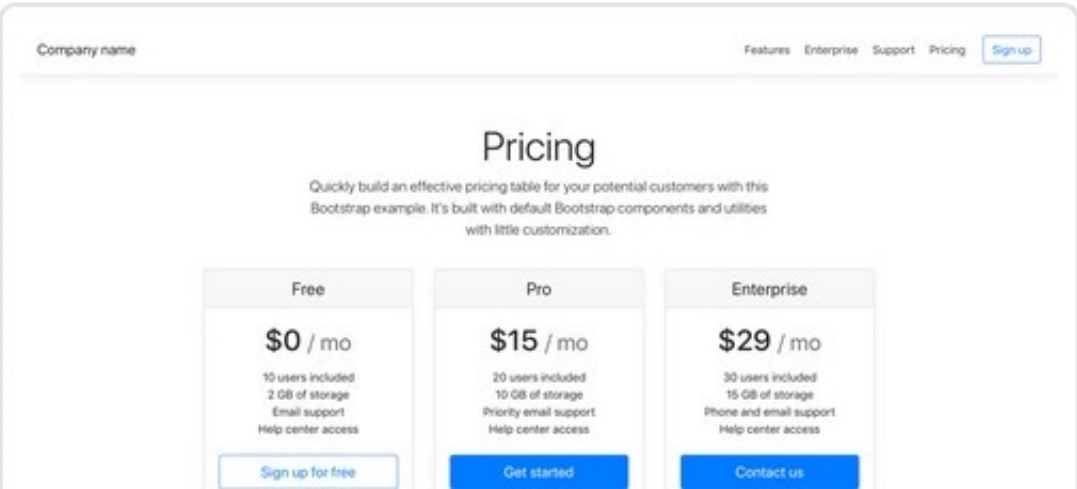 Company name
Features Enterprise Support Pricing Sign up
Pricing
Quickly build an effective pricing table for your potential customers with this
Bootstrap example. It's built with default Bootstrap components and utilities
with little customization.
Free
$0 / mo
10 users included
2 GB of storage
Email support
Help center access
Sign up for free
Pro
$15 / mo
20 users included
10 GB of storage
Priority email support
Help center access
Get started
Enterprise
$29 / mo
30 users included
15 GB of storage
Phone and email support
Help center access
Contact us